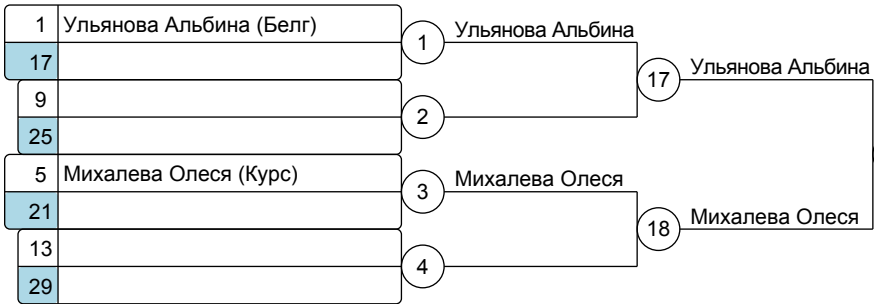 1 Ульянова Альбина (Белг)
17
1 Ульянова Альбина
9
25
2
17 Ульянова Альбина
5 Михалева Олеся (Курс)
21
3 Михалева Олеся
13
29
4
18 Михалева Олеся